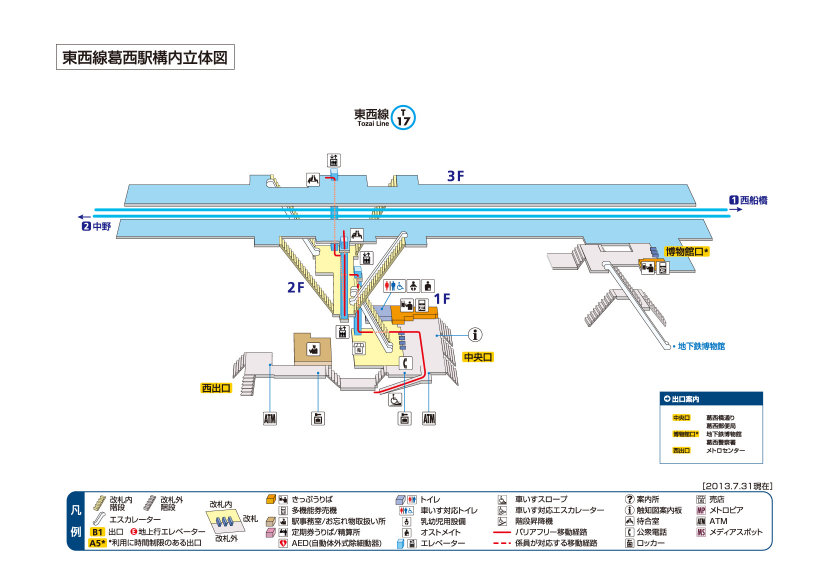 東西線葛西駅構内立体図
東西線
Tozai Line
T
17
3F
1 西船橋
2 中野
博物館口*
2F
1F
地下鉄博物館
中央口
西出口
ATM
ATM
出口案内
中央口 葛西橋通り
葛西郵便局
博物館口* 地下鉄博物館
葛西警察署
西出口 メトロセンター
[2013.7.31現在]
凡例
改札内階段
改札外階段
エスカレーター
B1 出口
E 地上行エレベーター
A5* *利用に時間制限のある出口
改札内
改札
改札外
きっぷうりば
多機能券売機
駅事務室/お忘れ物取扱い所
定期券うりば/精算所
AED(自動体外式除細動器)
トイレ
車いす対応トイレ
乳幼児用設備
オストメイト
エレベーター
車いすスロープ
車いす対応エスカレーター
階段昇降機
バリアフリー移動経路
係員が対応する移動経路
案内所
触知図案内板
待合室
公衆電話
ロッカー
売店
MP メトロピア
ATM ATM
MS メディアスポット